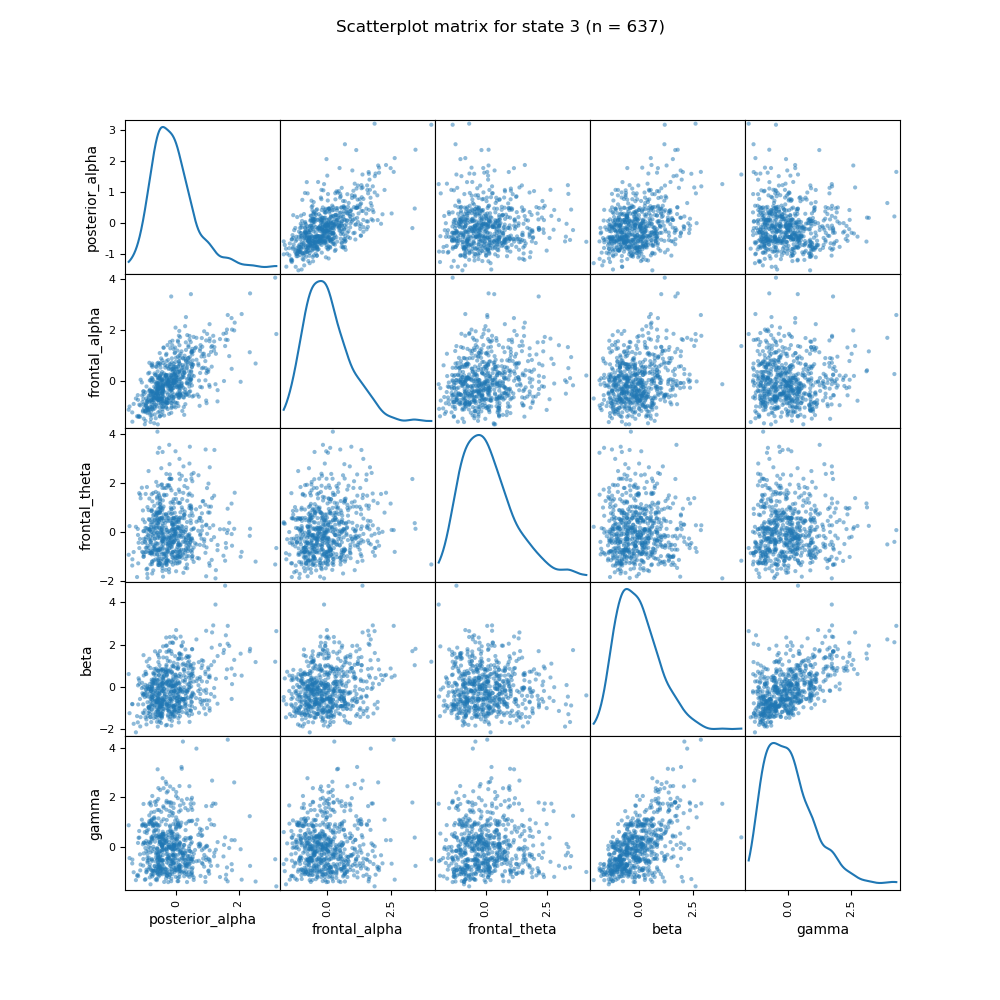 Scatterplot matrix for state 3 (n = 637)
posterior_alpha
3
2
1
0
-1
frontal_alpha
4
2
0
frontal_theta
4
2
0
−2
beta
4
2
0
−2
gamma
4
2
0
0
2
0.0
2.5
0.0
2.5
0.0
2.5
0.0
2.5
posterior_alpha
frontal_alpha
frontal_theta
beta
gamma